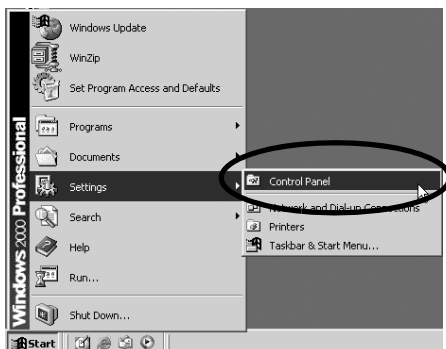 Windows Update
WinZip
Set Program Access and Defaults
Programs
Documents
Settings
Search
Help
Run...
Shut Down...
Control Panel
Network and Dial-up Connections
Printers
Taskbar & Start Menu...
Windows 2000 Professional
Start